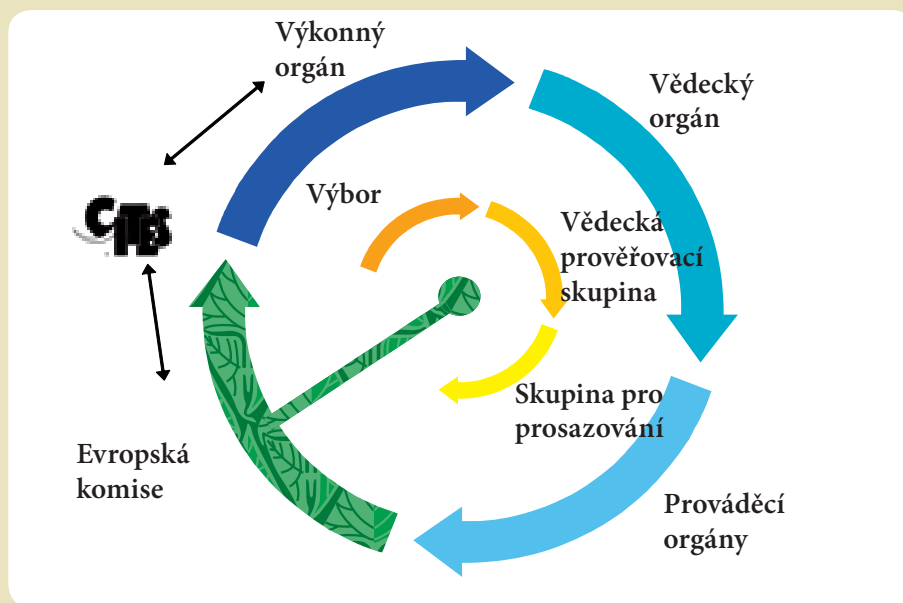 Výkonný
orgán
Vědecký
orgán
Výbor
CITES
Vědecká
prověřovací
skupina
Skupina pro
prosazování
Evropská
komise
Prováděcí
orgány